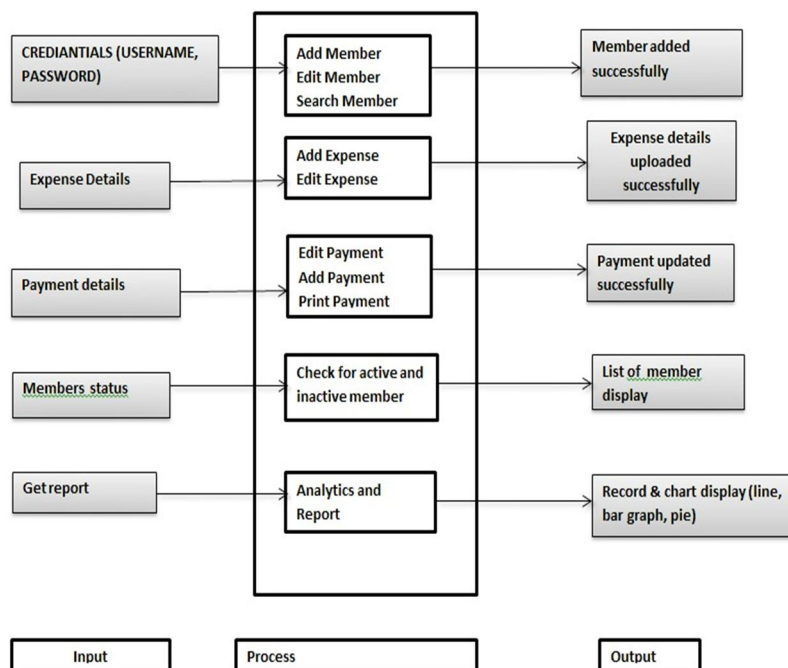 CREDIANTIALS (USERNAME,
PASSWORD)
Add Member
Edit Member
Search Member
Member added
successfully
Expense Details
Add Expense
Edit Expense
Expense details
uploaded
successfully
Payment details
Edit Payment
Add Payment
Print Payment
Payment updated
successfully
Members status
Check for active and
inactive member
List of member
display
Get report
Analytics and
Report
Record & chart display (line,
bar graph, pie)
Input
Process
Output